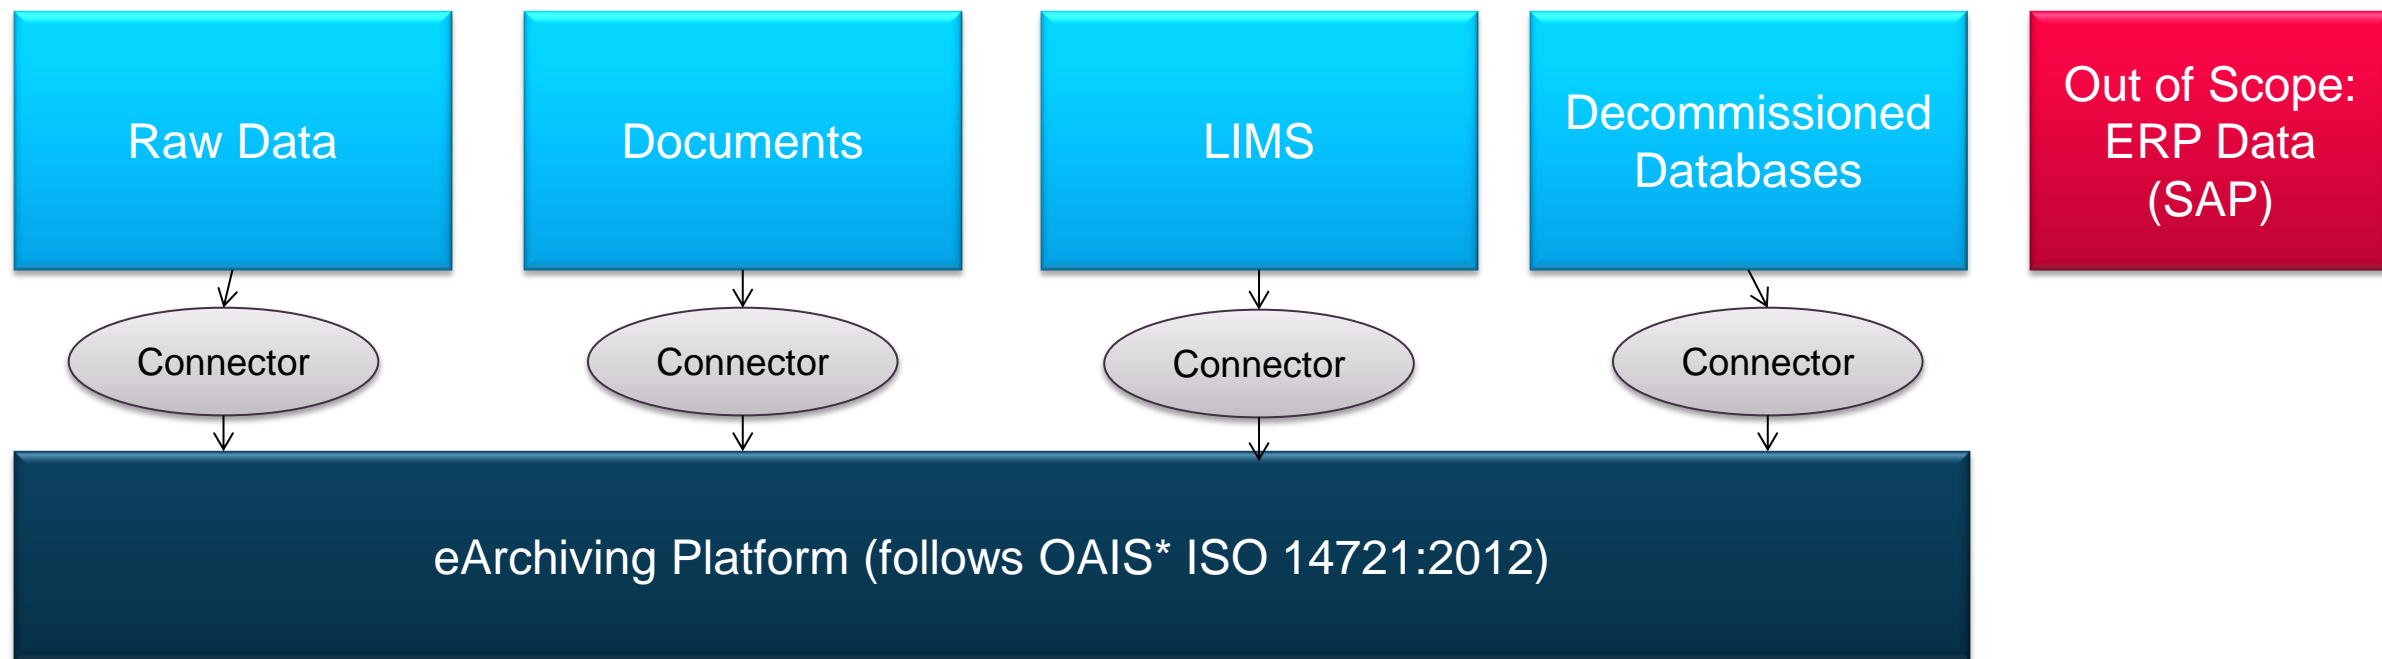 Raw Data
Documents
LIMS
Decommissioned
Databases
Out of Scope:
ERP Data
(SAP)
Connector
Connector
Connector
Connector
eArchiving Platform (follows OAIS* ISO 14721:2012)